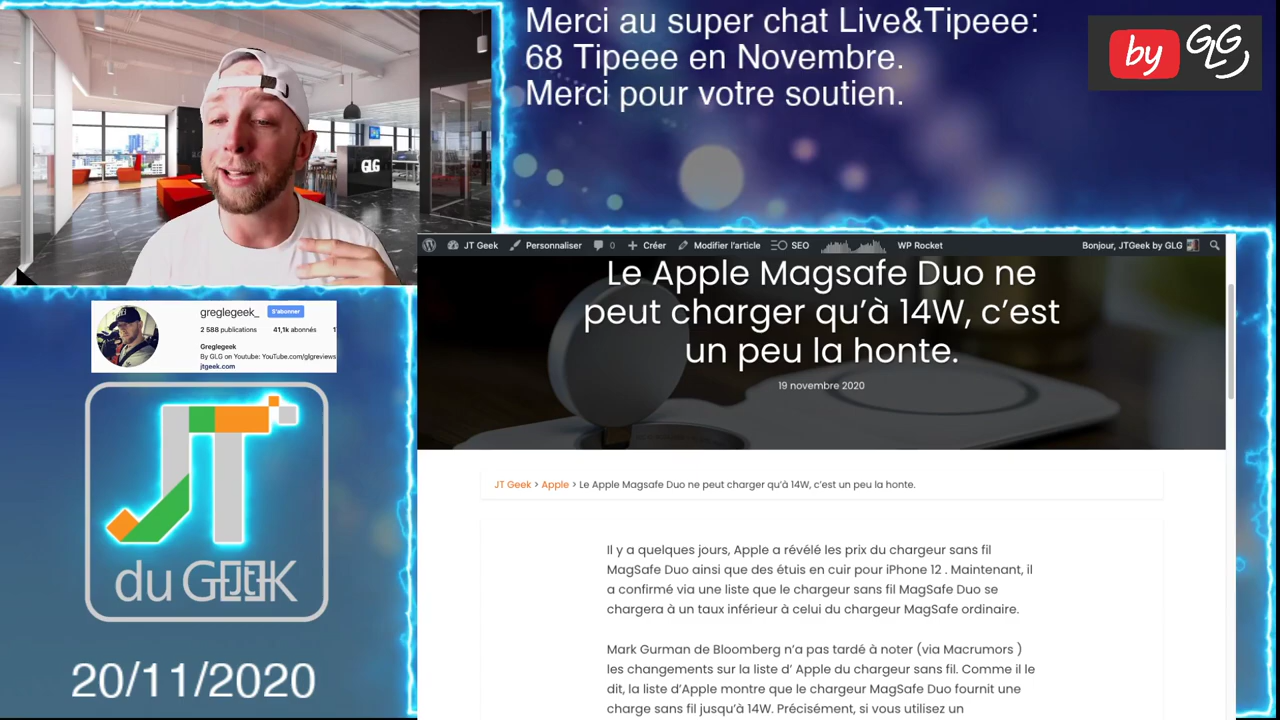 Merci au super chat Live&Tipeee:
68 Tipeee en Novembre.
Merci pour votre soutien.
by GLG
GLG
greglegeek_ S'abonner
2 588 publications 41,1k abonnés 1
Greglegeek
By GLG on Youtube: YouTube.com/glgreviews
jtgeek.com
JT
du GEEK
20/11/2020
JT Geek Personnaliser 0 Créer Modifier l'article SEO WP Rocket Bonjour, JTGeek by GLG
Le Apple Magsafe Duo ne
peut charger qu'à 14W, c'est
un peu la honte.
19 novembre 2020
JT Geek > Apple > Le Apple Magsafe Duo ne peut charger qu'à 14W, c'est un peu la honte.
Il y a quelques jours, Apple a révélé les prix du chargeur sans fil
MagSafe Duo ainsi que des étuis en cuir pour iPhone 12 . Maintenant, il
a confirmé via une liste que le chargeur sans fil MagSafe Duo se
chargera à un taux inférieur à celui du chargeur MagSafe ordinaire.
Mark Gurman de Bloomberg n'a pas tardé à noter (via Macrumors )
les changements sur la liste d' Apple du chargeur sans fil. Comme il le
dit, la liste d'Apple montre que le chargeur MagSafe Duo fournit une
charge sans fil jusqu'à 14W. Précisément, si vous utilisez un